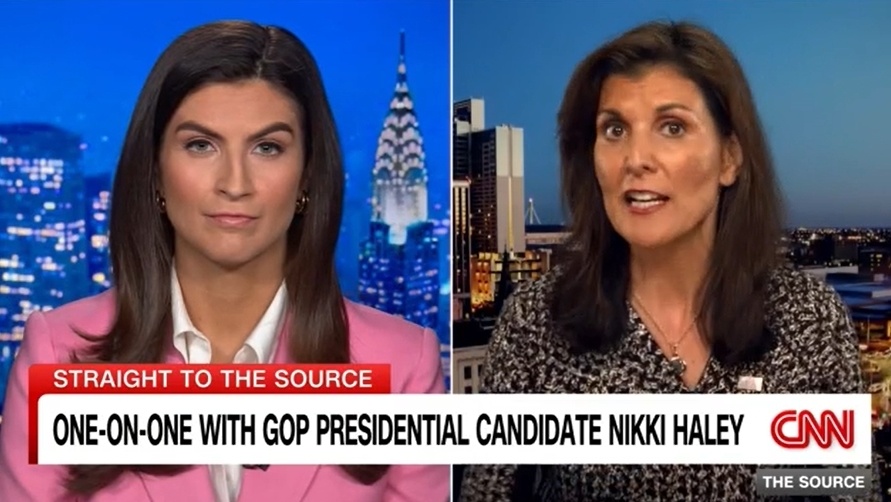 STRAIGHT TO THE SOURCE
ONE-ON-ONE WITH GOP PRESIDENTIAL CANDIDATE NIKKI HALEY
CNN
THE SOURCE